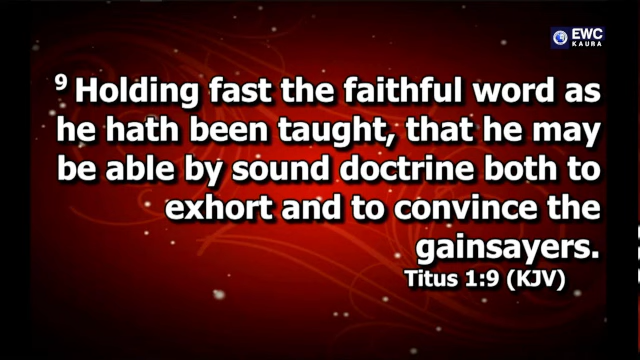 EWC
KAURA
9 Holding fast the faithful word as
he hath been taught, that he may
be able by sound doctrine both to
exhort and to convince the
gainsayers.
Titus 1:9 (KJV)